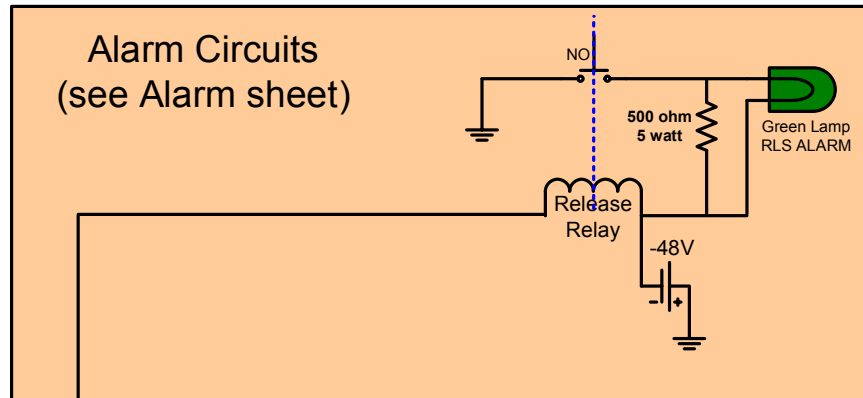 Alarm Circuits
(see Alarm sheet)
NO
500 ohm
5 watt
Green Lamp
RLS ALARM
Release
Relay
-48V
- +